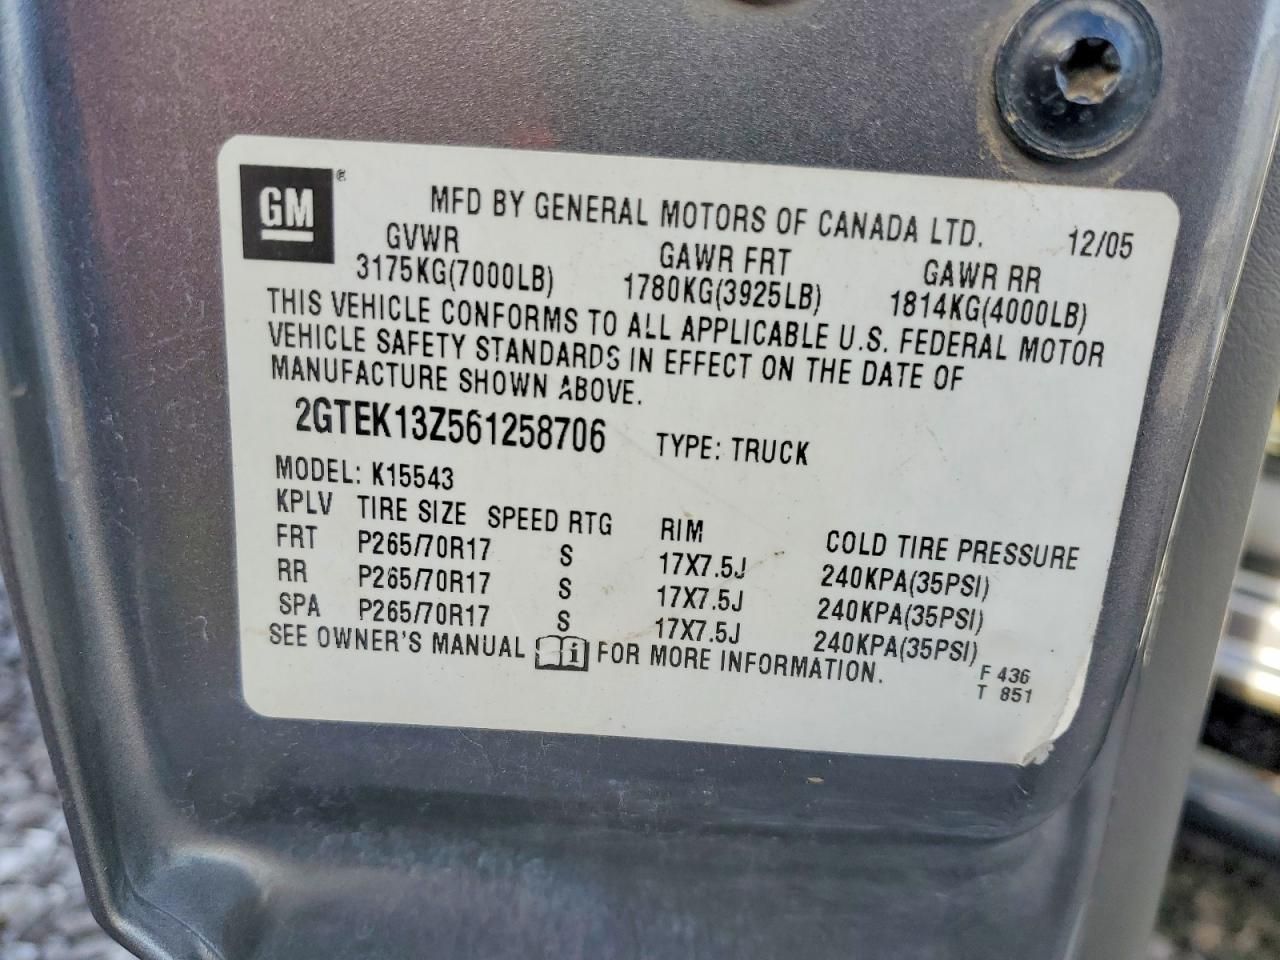 GM®
MFD BY GENERAL MOTORS OF CANADA LTD. 12/05
GVWR GAWR FRT GAWR RR
3175KG(7000LB) 1780KG(3925LB) 1814KG(4000LB)
THIS VEHICLE CONFORMS TO ALL APPLICABLE U.S. FEDERAL MOTOR
VEHICLE SAFETY STANDARDS IN EFFECT ON THE DATE OF
MANUFACTURE SHOWN ABOVE.
2GTEK13Z561258706 TYPE: TRUCK
MODEL: K15543
KPLV TIRE SIZE SPEED RTG RIM COLD TIRE PRESSURE
FRT P265/70R17 S 17X7.5J 240KPA(35PSI)
RR P265/70R17 S 17X7.5J 240KPA(35PSI)
SPA P265/70R17 S 17X7.5J 240KPA(35PSI)
SEE OWNER'S MANUAL i FOR MORE INFORMATION.
F 436
T 851